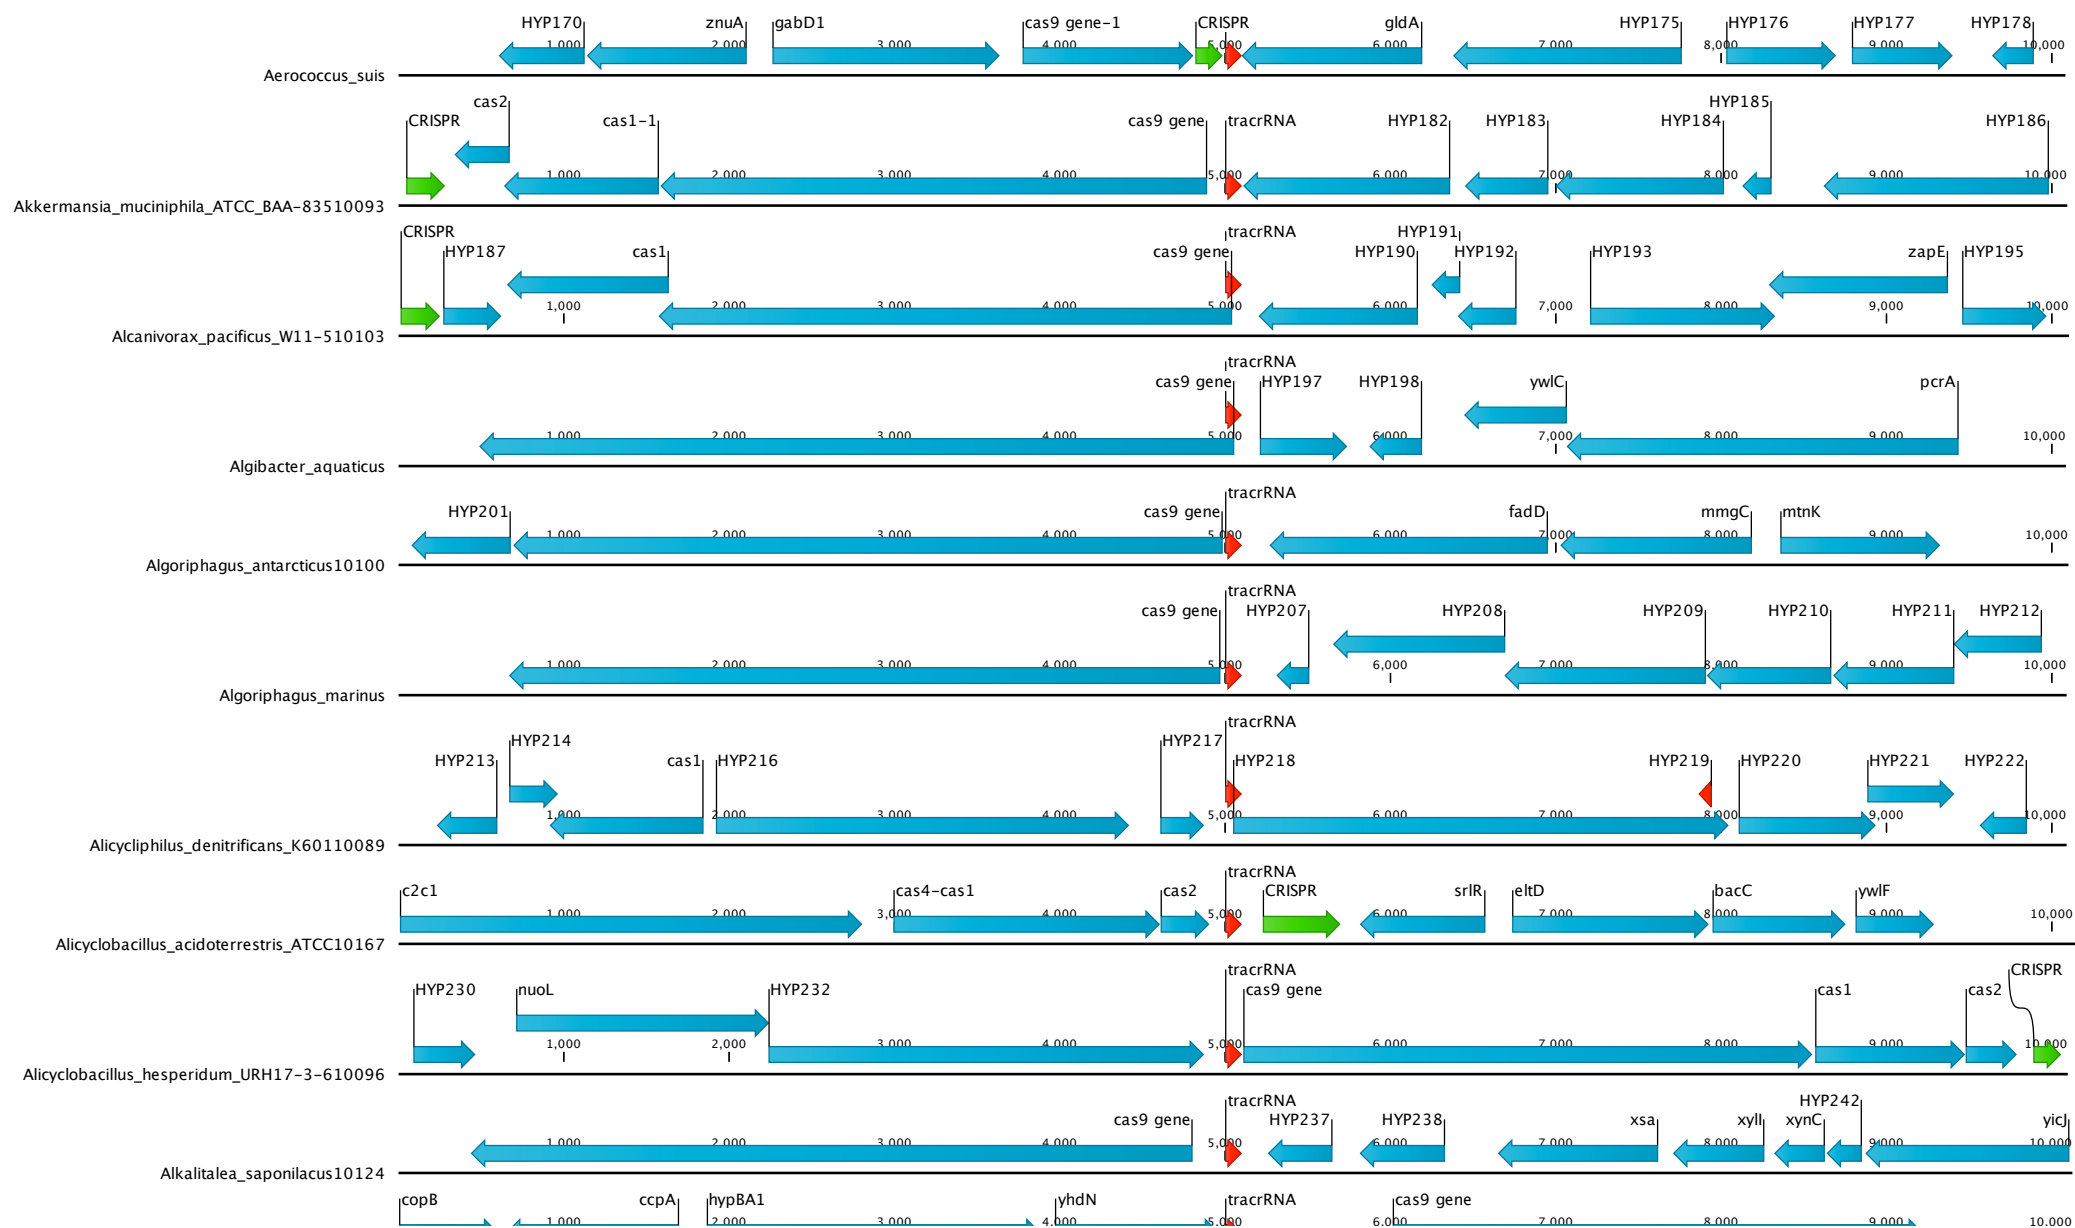 HYP170 znuA gabD1 cas9 gene-1 CRISPR gldA HYP175 HYP176 HYP177 HYP178
1,000 2,000 3,000 4,000 5,000 6,000 7,000 8,000 9,000 10,000
Aerococcus_suis
cas2 HYP185
CRISPR cas1-1 cas9 gene tracrRNA HYP182 HYP183 HYP184 HYP186
1,000 2,000 3,000 4,000 5,000 6,000 7,000 8,000 9,000 10,000
Akkermansia_muciniphila_ATCC_BAA-83510093
CRISPR tracrRNA HYP191
HYP187 cas1 cas9 gene HYP190 HYP192 HYP193 zapE HYP195
1,000 2,000 3,000 4,000 5,000 6,000 7,000 8,000 9,000 10,000
Alcanivorax_pacificus_W11-510103
tracrRNA
cas9 gene HYP197 HYP198 ywlC pcrA
1,000 2,000 3,000 4,000 5,000 6,000 7,000 8,000 9,000 10,000
Algibacter_aquaticus
tracrRNA
HYP201 cas9 gene fadD mmgC mtnK
1,000 2,000 3,000 4,000 5,000 6,000 7,000 8,000 9,000 10,000
Algoriphagus_antarcticus10100
tracrRNA
cas9 gene HYP207 HYP208 HYP209 HYP210 HYP211 HYP212
1,000 2,000 3,000 4,000 5,000 6,000 7,000 8,000 9,000 10,000
Algoriphagus_marinus
tracrRNA
HYP214 HYP217
HYP213 cas1 HYP216 HYP218 HYP219 HYP220 HYP221 HYP222
1,000 2,000 3,000 4,000 5,000 6,000 7,000 8,000 9,000 10,000
Alicycliphilus_denitrificans_K60110089
tracrRNA
c2c1 cas4-cas1 cas2 CRISPR srlR eltD bacC ywlF
1,000 2,000 3,000 4,000 5,000 6,000 7,000 8,000 9,000 10,000
Alicyclobacillus_acidoterrestris_ATCC10167
tracrRNA CRISPR
HYP230 nuoL HYP232 cas9 gene cas1 cas2
1,000 2,000 3,000 4,000 5,000 6,000 7,000 8,000 9,000 10,000
Alicyclobacillus_hesperidum_URH17-3-610096
tracrRNA HYP242
cas9 gene HYP237 HYP238 xsa xylI xynC yicJ
1,000 2,000 3,000 4,000 5,000 6,000 7,000 8,000 9,000 10,000
Alkalitalea_saponilacus10124
copB ccpA hypBA1 yhdN tracrRNA cas9 gene
1,000 2,000 3,000 4,000 5,000 6,000 7,000 8,000 9,000 10,000